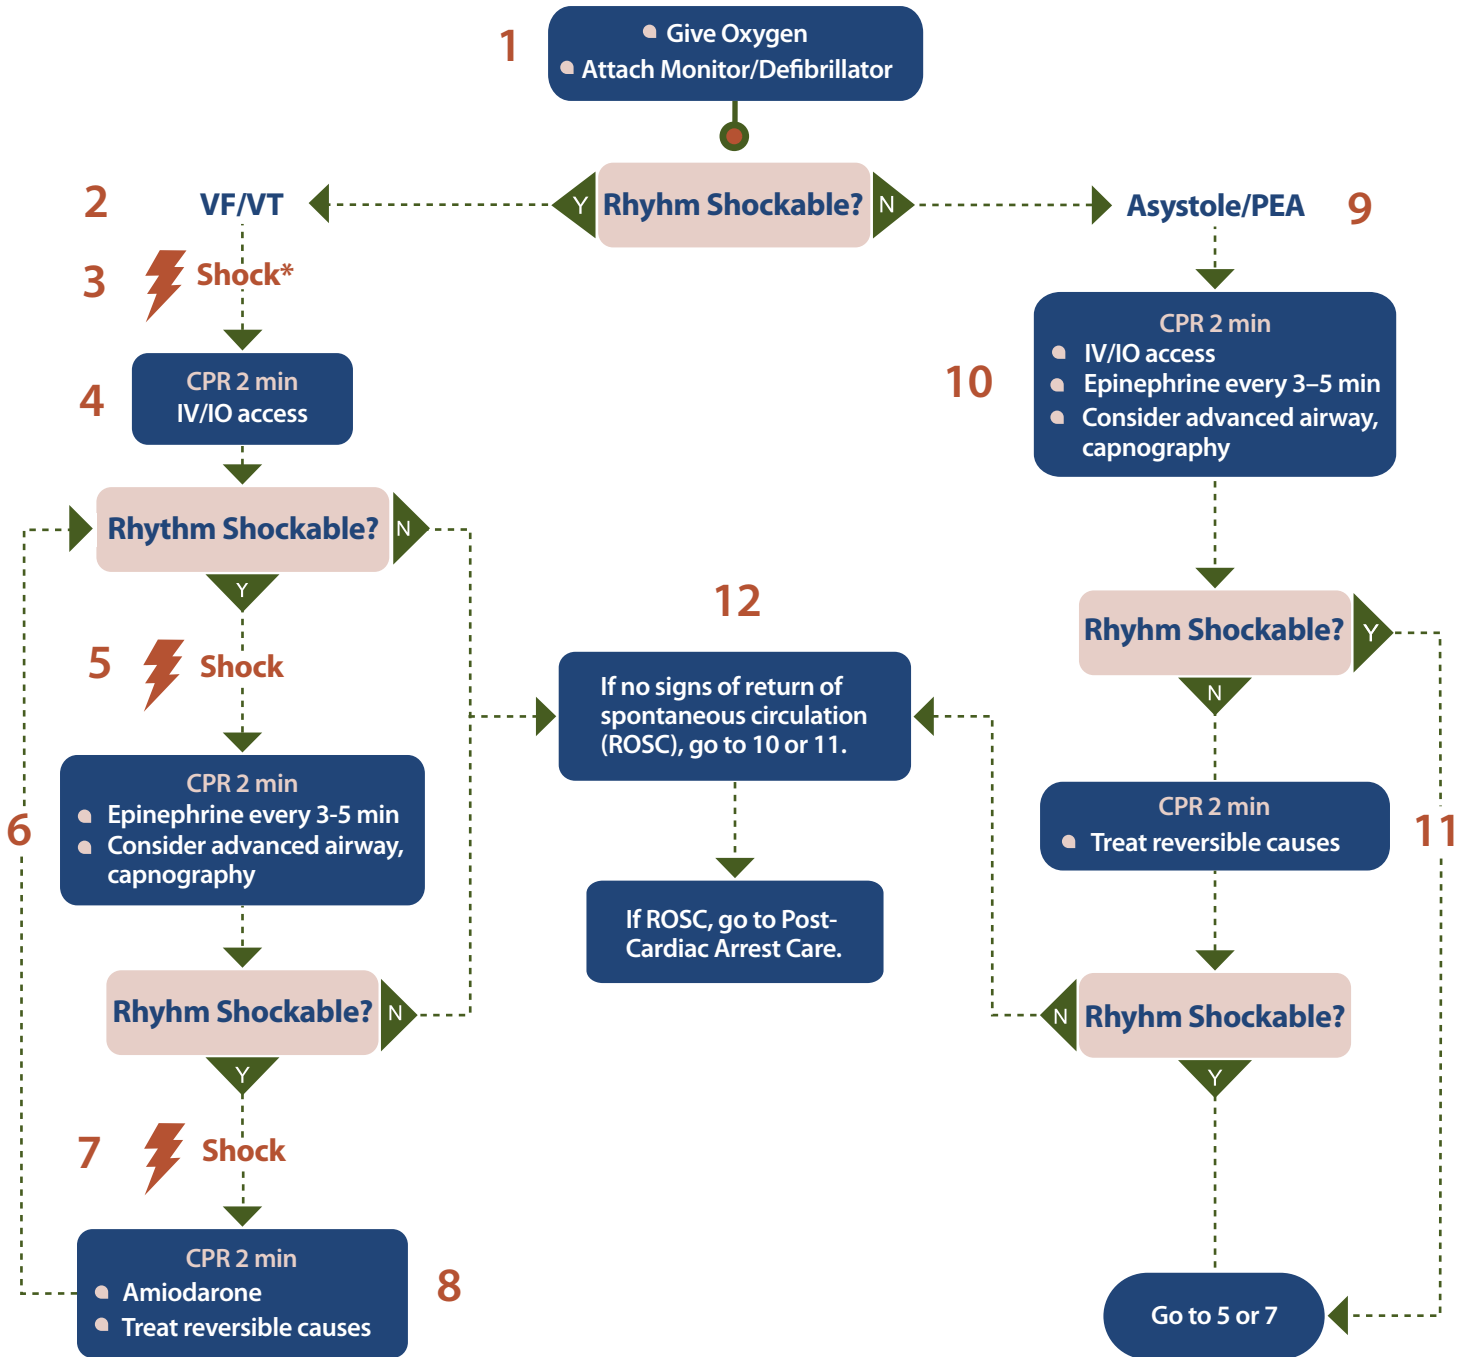 1
Give Oxygen
Attach Monitor/Defibrillator
2
VF/VT
Y
Rhyhm Shockable?
N
Asystole/PEA
9
3
Shock*
4
CPR 2 min
IV/IO access
Rhythm Shockable?
N
Y
5
Shock
6
CPR 2 min
Epinephrine every 3-5 min
Consider advanced airway,
capnography
Rhyhm Shockable?
N
Y
7
Shock
CPR 2 min
Amiodarone
Treat reversible causes
8
12
If no signs of return of
spontaneous circulation
(ROSC), go to 10 or 11.
If ROSC, go to Post-
Cardiac Arrest Care.
10
CPR 2 min
IV/IO access
Epinephrine every 3–5 min
Consider advanced airway,
capnography
Rhyhm Shockable?
Y
N
CPR 2 min
Treat reversible causes
11
N
Rhyhm Shockable?
Y
Go to 5 or 7